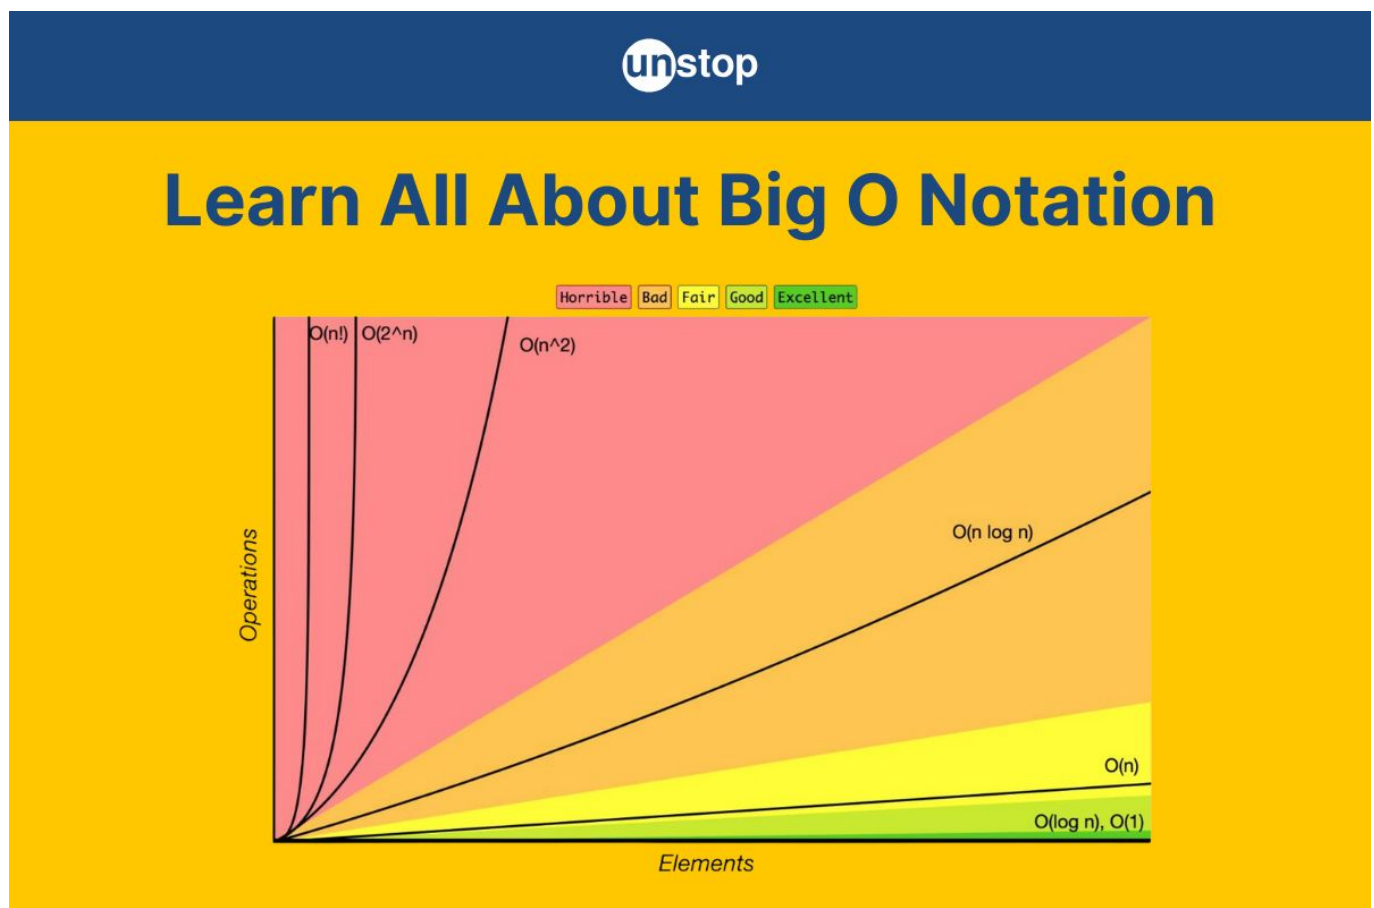 unstop
Learn All About Big O Notation
Horrible Bad Fair Good Excellent
O(n!) O(2^n)
O(n^2)
O(n log n)
Operations
O(n)
O(log n), O(1)
Elements